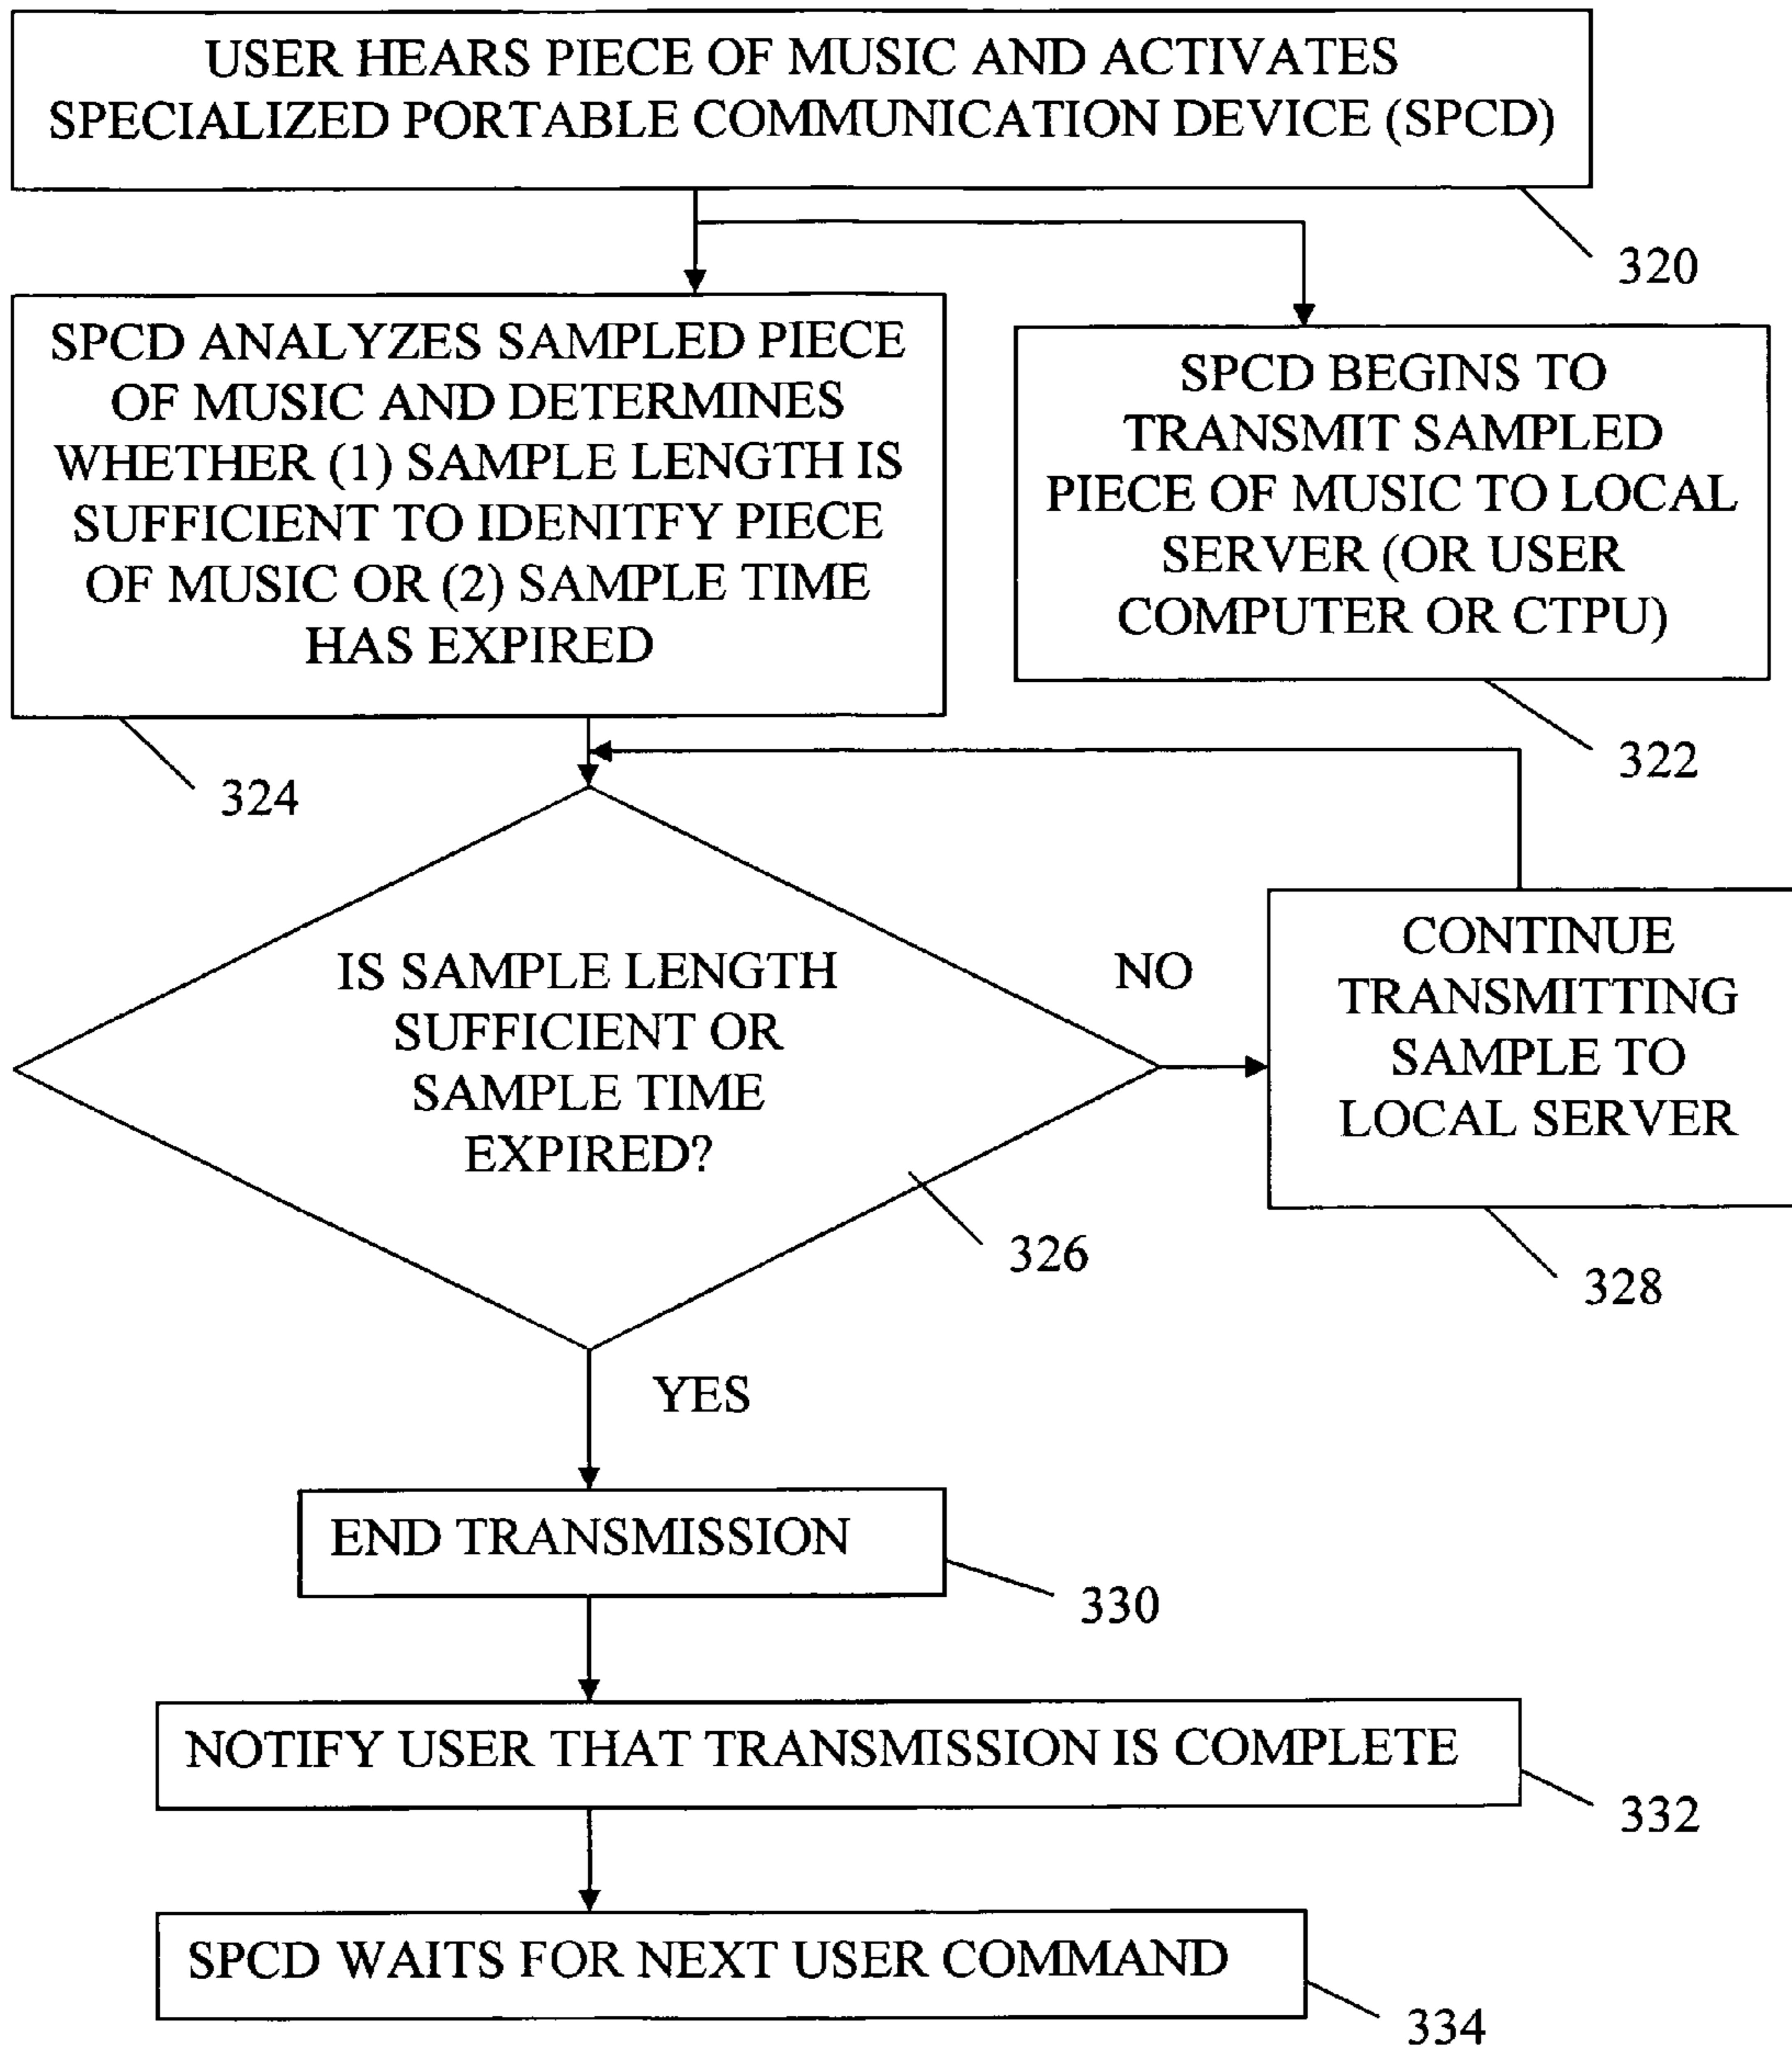 USER HEARS PIECE OF MUSIC AND ACTIVATES
SPECIALIZED PORTABLE COMMUNICATION DEVICE (SPCD)
320
SPCD ANALYZES SAMPLED PIECE
OF MUSIC AND DETERMINES
WHETHER (1) SAMPLE LENGTH IS
SUFFICIENT TO IDENITFY PIECE
OF MUSIC OR (2) SAMPLE TIME
HAS EXPIRED
324
SPCD BEGINS TO
TRANSMIT SAMPLED
PIECE OF MUSIC TO LOCAL
SERVER (OR USER
COMPUTER OR CTPU)
322
IS SAMPLE LENGTH
SUFFICIENT OR
SAMPLE TIME
EXPIRED?
326
NO
CONTINUE
TRANSMITTING
SAMPLE TO
LOCAL SERVER
328
YES
END TRANSMISSION
330
NOTIFY USER THAT TRANSMISSION IS COMPLETE
332
SPCD WAITS FOR NEXT USER COMMAND
334